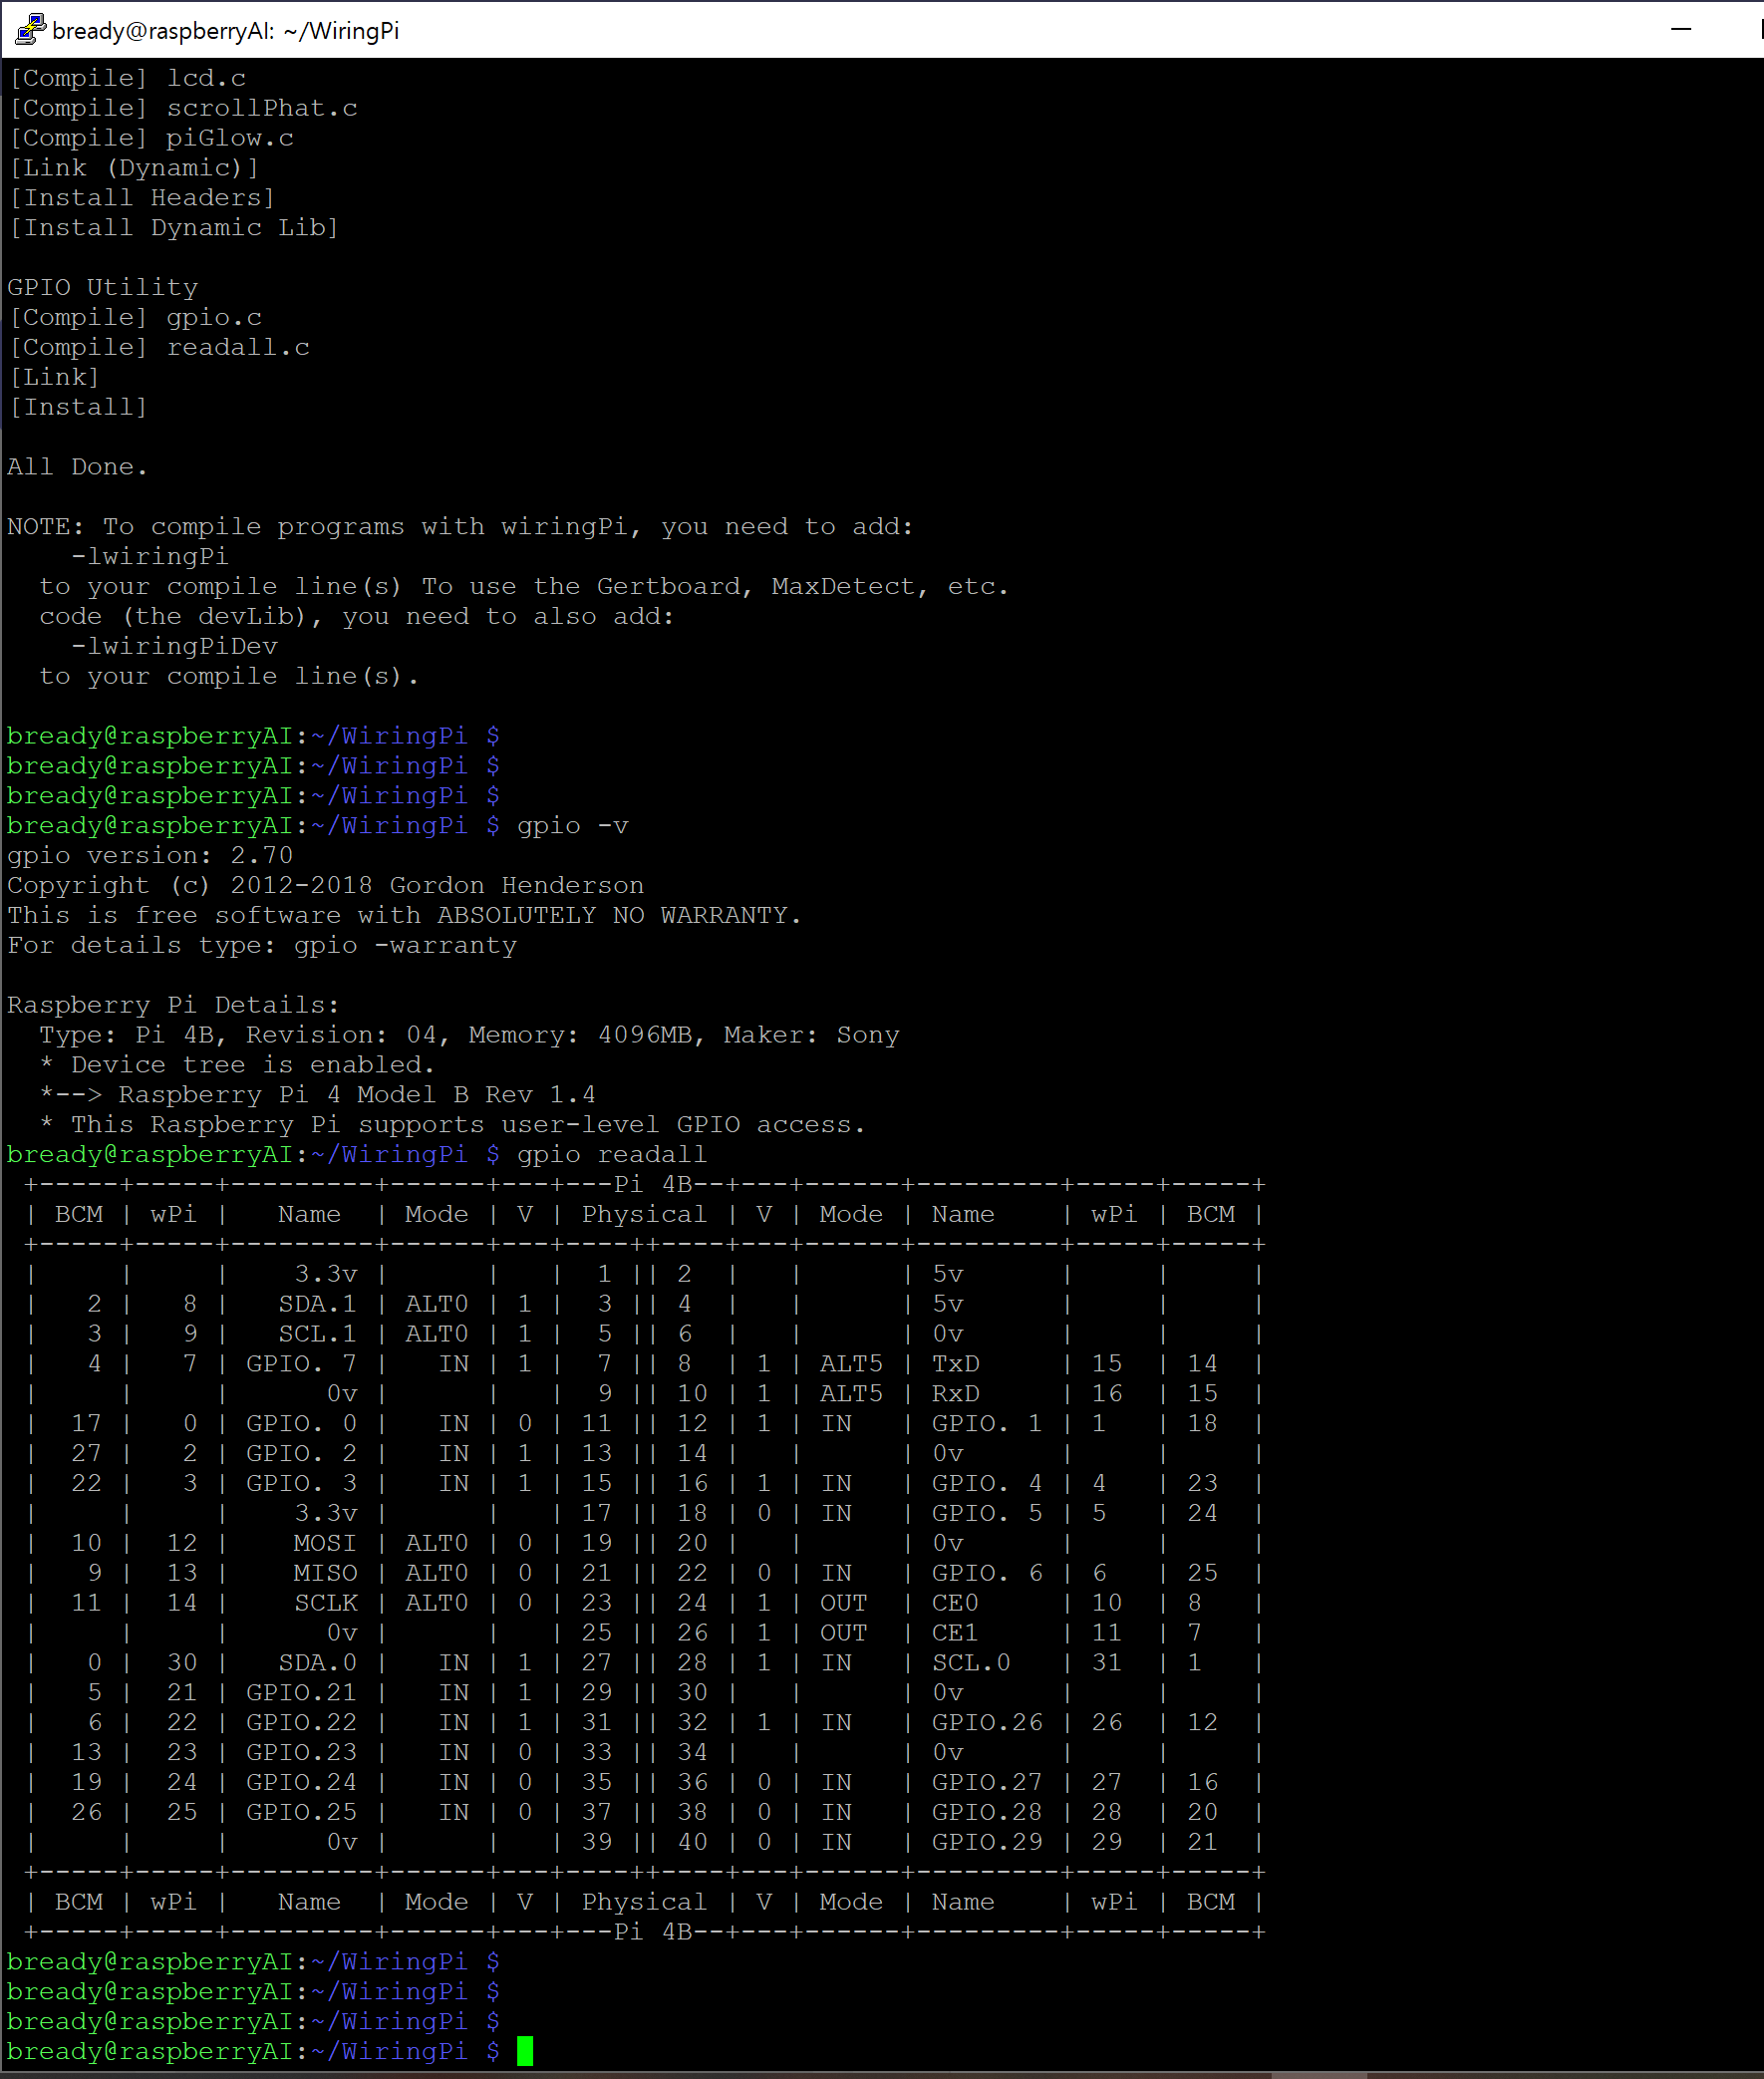 bready@raspberryAI: ~/WiringPi
[Compile] lcd.c
[Compile] scrollPhat.c
[Compile] piGlow.c
[Link (Dynamic)]
[Install Headers]
[Install Dynamic Lib]
GPIO Utility
[Compile] gpio.c
[Compile] readall.c
[Link]
[Install]
All Done.
NOTE: To compile programs with wiringPi, you need to add:
    -lwiringPi
  to your compile line(s) To use the Gertboard, MaxDetect, etc.
  code (the devLib), you need to also add:
    -lwiringPiDev
  to your compile line(s).
bready@raspberryAI:~/WiringPi $
bready@raspberryAI:~/WiringPi $
bready@raspberryAI:~/WiringPi $
bready@raspberryAI:~/WiringPi $ gpio -v
gpio version: 2.70
Copyright (c) 2012-2018 Gordon Henderson
This is free software with ABSOLUTELY NO WARRANTY.
For details type: gpio -warranty
Raspberry Pi Details:
  Type: Pi 4B, Revision: 04, Memory: 4096MB, Maker: Sony
  * Device tree is enabled.
  *--> Raspberry Pi 4 Model B Rev 1.4
  * This Raspberry Pi supports user-level GPIO access.
bready@raspberryAI:~/WiringPi $ gpio readall
 +-----+-----+---------+------+---+---Pi 4B--+---+------+---------+-----+-----+
 | BCM | wPi |   Name  | Mode | V | Physical | V | Mode | Name    | wPi | BCM |
 +-----+-----+---------+------+---+----++----+---+------+---------+-----+-----+
 |     |     |    3.3v |      |   |  1 || 2  |   |      | 5v      |     |     |
 |   2 |   8 |   SDA.1 | ALT0 | 1 |  3 || 4  |   |      | 5v      |     |     |
 |   3 |   9 |   SCL.1 | ALT0 | 1 |  5 || 6  |   |      | 0v      |     |     |
 |   4 |   7 | GPIO. 7 |   IN | 1 |  7 || 8  | 1 | ALT5 | TxD     | 15  | 14  |
 |     |     |      0v |      |   |  9 || 10 | 1 | ALT5 | RxD     | 16  | 15  |
 |  17 |   0 | GPIO. 0 |   IN | 0 | 11 || 12 | 1 | IN   | GPIO. 1 | 1   | 18  |
 |  27 |   2 | GPIO. 2 |   IN | 1 | 13 || 14 |   |      | 0v      |     |     |
 |  22 |   3 | GPIO. 3 |   IN | 1 | 15 || 16 | 1 | IN   | GPIO. 4 | 4   | 23  |
 |     |     |    3.3v |      |   | 17 || 18 | 0 | IN   | GPIO. 5 | 5   | 24  |
 |  10 |  12 |    MOSI | ALT0 | 0 | 19 || 20 |   |      | 0v      |     |     |
 |   9 |  13 |    MISO | ALT0 | 0 | 21 || 22 | 0 | IN   | GPIO. 6 | 6   | 25  |
 |  11 |  14 |    SCLK | ALT0 | 0 | 23 || 24 | 1 | OUT  | CE0     | 10  | 8   |
 |     |     |      0v |      |   | 25 || 26 | 1 | OUT  | CE1     | 11  | 7   |
 |   0 |  30 |   SDA.0 |   IN | 1 | 27 || 28 | 1 | IN   | SCL.0   | 31  | 1   |
 |   5 |  21 | GPIO.21 |   IN | 1 | 29 || 30 |   |      | 0v      |     |     |
 |   6 |  22 | GPIO.22 |   IN | 1 | 31 || 32 | 1 | IN   | GPIO.26 | 26  | 12  |
 |  13 |  23 | GPIO.23 |   IN | 0 | 33 || 34 |   |      | 0v      |     |     |
 |  19 |  24 | GPIO.24 |   IN | 0 | 35 || 36 | 0 | IN   | GPIO.27 | 27  | 16  |
 |  26 |  25 | GPIO.25 |   IN | 0 | 37 || 38 | 0 | IN   | GPIO.28 | 28  | 20  |
 |     |     |      0v |      |   | 39 || 40 | 0 | IN   | GPIO.29 | 29  | 21  |
 +-----+-----+---------+------+---+----++----+---+------+---------+-----+-----+
 | BCM | wPi |   Name  | Mode | V | Physical | V | Mode | Name    | wPi | BCM |
 +-----+-----+---------+------+---+---Pi 4B--+---+------+---------+-----+-----+
bready@raspberryAI:~/WiringPi $
bready@raspberryAI:~/WiringPi $
bready@raspberryAI:~/WiringPi $
bready@raspberryAI:~/WiringPi $